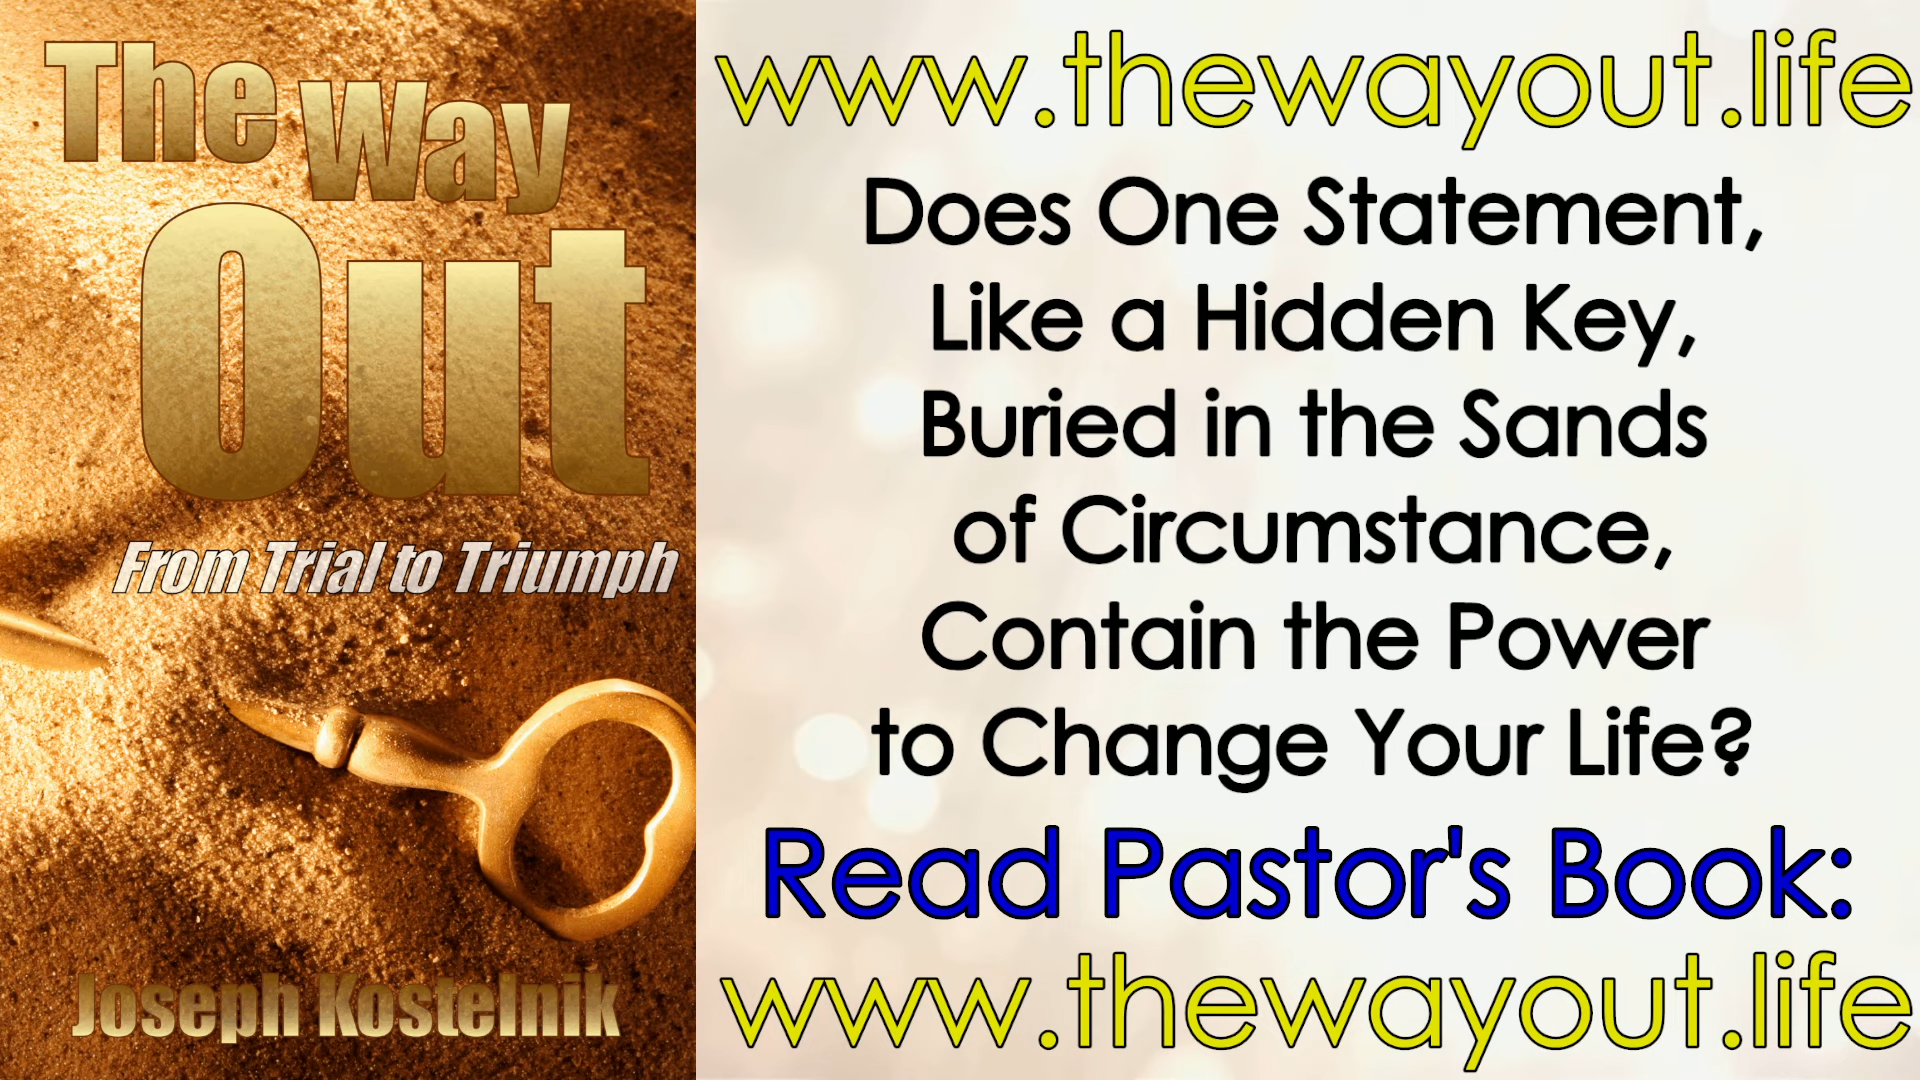 The Way
Out
From Trial to Triumph
Joseph Kostelnik
www.thewayout.life
Does One Statement,
Like a Hidden Key,
Buried in the Sands
of Circumstance,
Contain the Power
to Change Your Life?
Read Pastor's Book:
www.thewayout.life